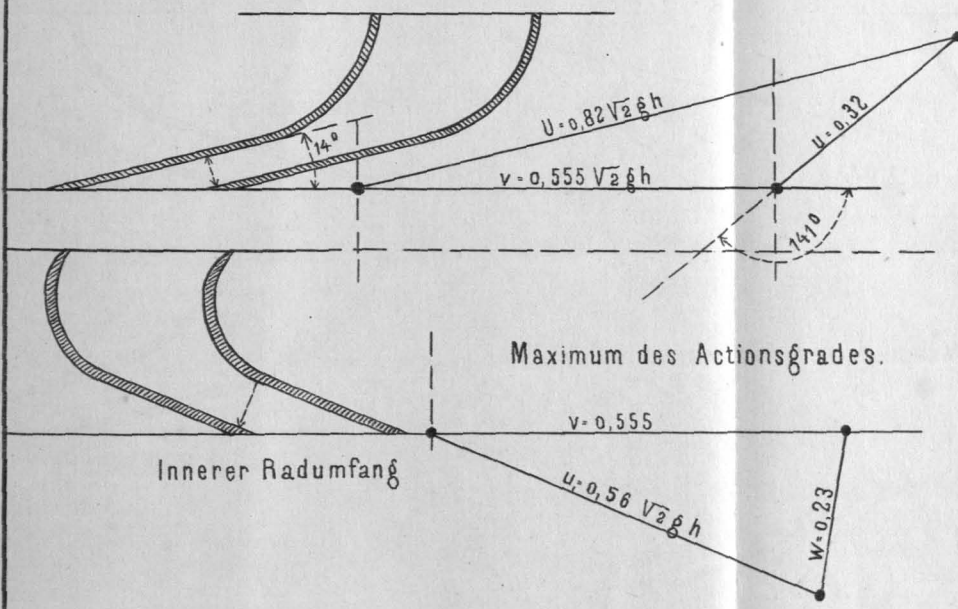 14°
U=0,82 √2gh
u=0,32
v=0,555 √2gh
141°
Maximum des Actionsgrades.
v=0,555
Innerer Radumfang
u,=0,56 √2gh
W=0,23